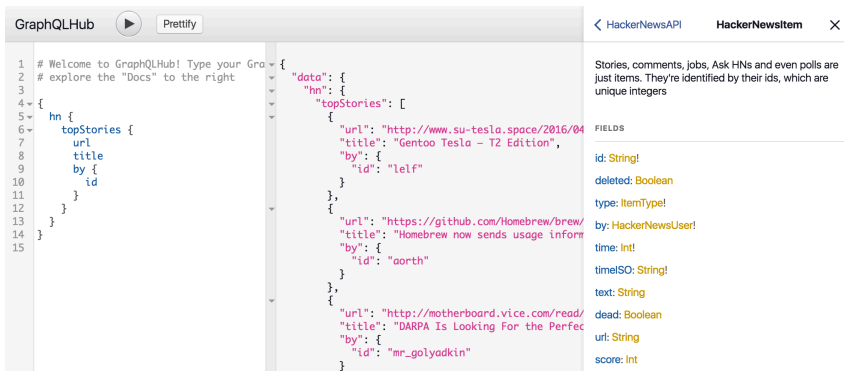 GraphQLHub
Prettify
1 # Welcome to GraphQLHub! Type your Gra
2 # explore the "Docs" to the right
3
4 {
5 hn {
6 topStories {
7 url
8 title
9 by {
10 id
11 }
12 }
13 }
14 }
15
{
"data": {
"hn": {
"topStories": [
{
"url": "http://www.su-tesla.space/2016/04
"title": "Gentoo Tesla – T2 Edition",
"by": {
"id": "lelf"
}
},
{
"url": "https://github.com/Homebrew/brew/
"title": "Homebrew now sends usage inform
"by": {
"id": "aorth"
}
},
{
"url": "http://motherboard.vice.com/read/
"title": "DARPA Is Looking For the Perfec
"by": {
"id": "mr_golyadkin"
}
HackerNewsAPI HackerNewsItem
Stories, comments, jobs, Ask HNs and even polls are
just items. They're identified by their ids, which are
unique integers
FIELDS
id: String!
deleted: Boolean
type: ItemType!
by: HackerNewsUser!
time: Int!
timeISO: String!
text: String
dead: Boolean
url: String
score: Int